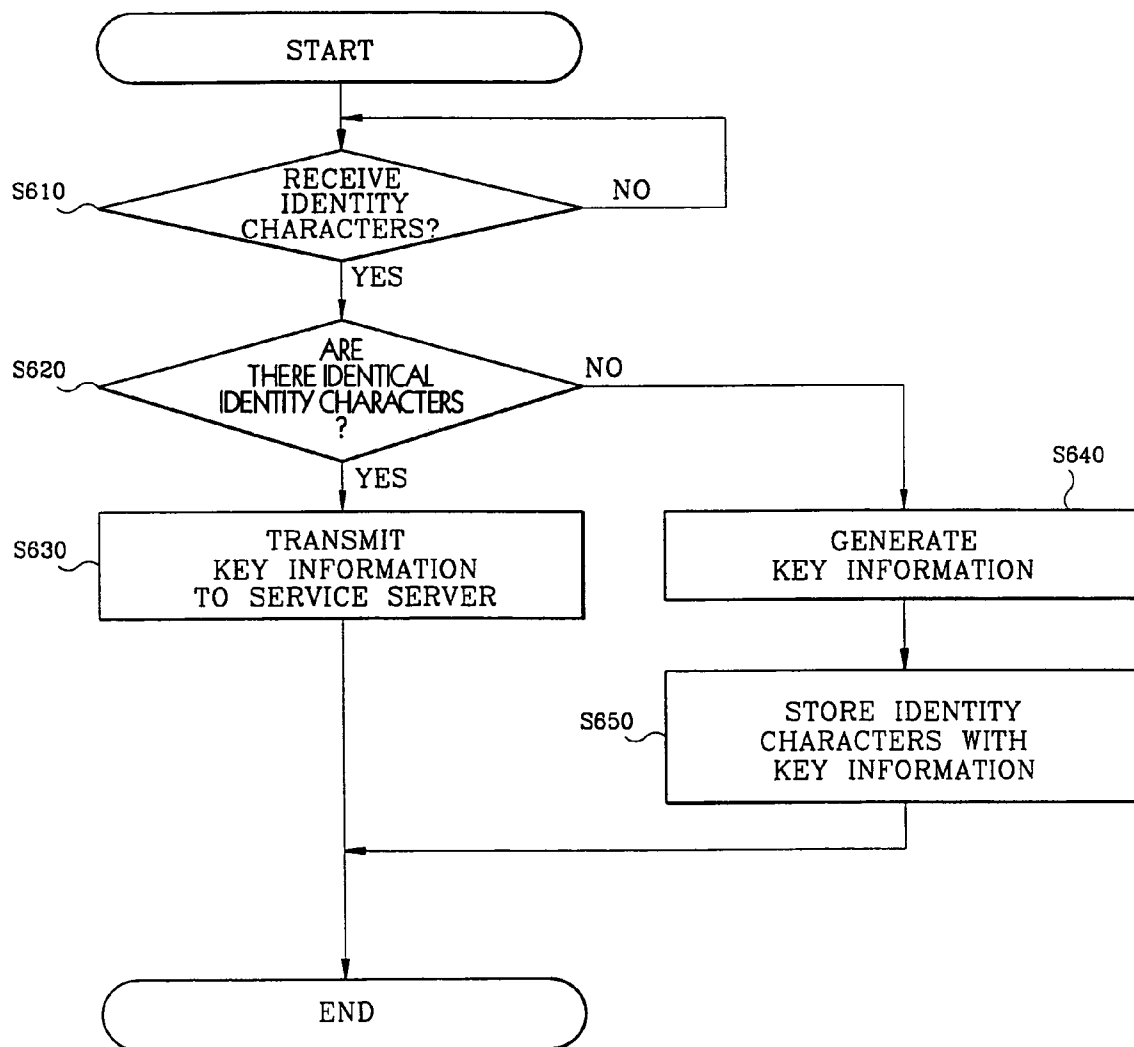 START
S610
RECEIVE
IDENTITY
CHARACTERS?
NO
YES
S620
ARE
THERE IDENTICAL
IDENTITY CHARACTERS
?
NO
YES
S630
TRANSMIT
KEY INFORMATION
TO SERVICE SERVER
S640
GENERATE
KEY INFORMATION
S650
STORE IDENTITY
CHARACTERS WITH
KEY INFORMATION
END